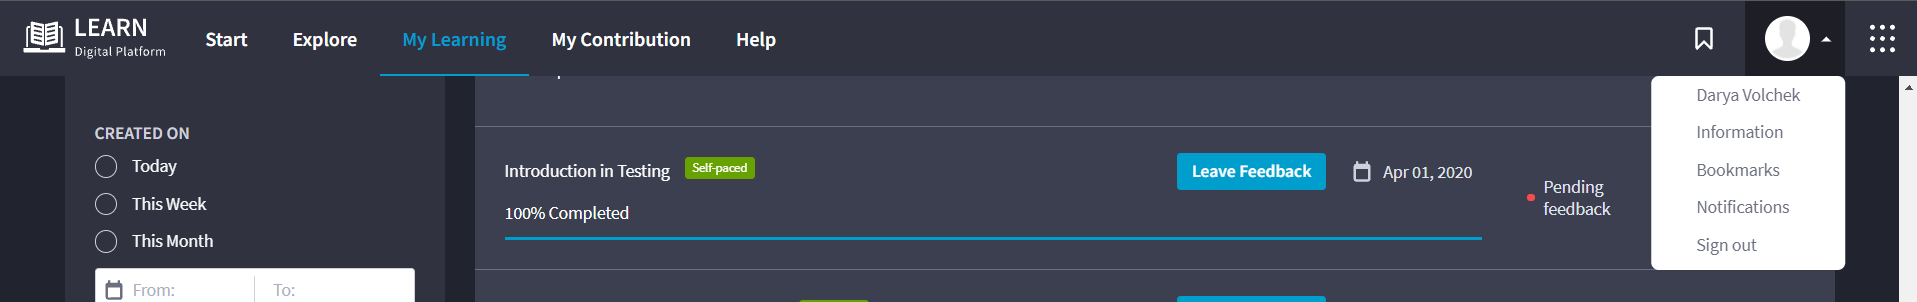 LEARN
Digital Platform
Start
Explore
My Learning
My Contribution
Help
Darya Volchek
Information
Bookmarks
Notifications
Sign out
CREATED ON
Today
This Week
This Month
From:
To:
Introduction in Testing
Self-paced
Leave Feedback
Apr 01, 2020
100% Completed
Pending
feedback